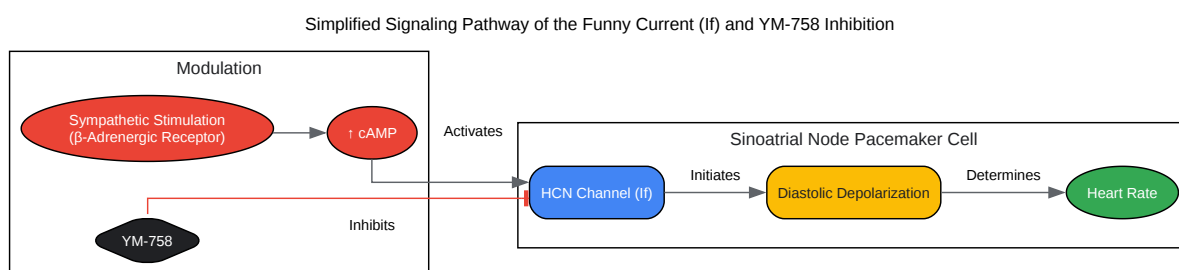 Simplified Signaling Pathway of the Funny Current (If) and YM-758 Inhibition
Modulation
Sympathetic Stimulation
(β-Adrenergic Receptor)
↑ cAMP
Activates
YM-758
Inhibits
Sinoatrial Node Pacemaker Cell
HCN Channel (If)
Initiates
Diastolic Depolarization
Determines
Heart Rate